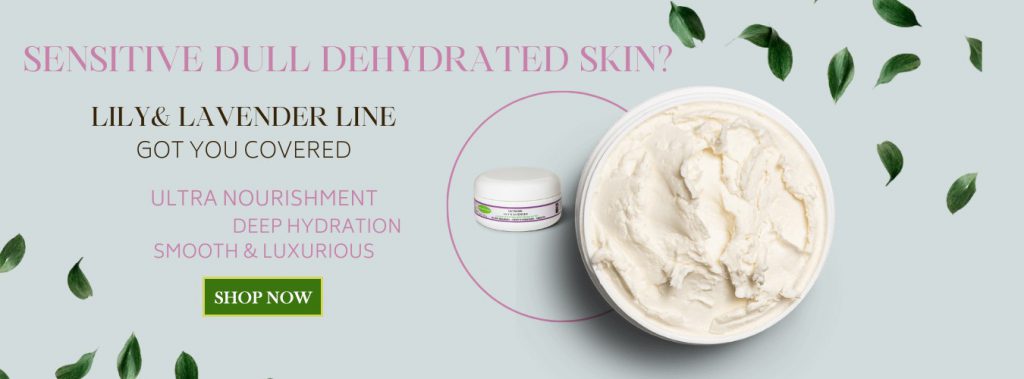 SENSITIVE DULL DEHYDRATED SKIN?
LILY& LAVENDER LINE
GOT YOU COVERED
ULTRA NOURISHMENT
DEEP HYDRATION
SMOOTH & LUXURIOUS
SHOP NOW